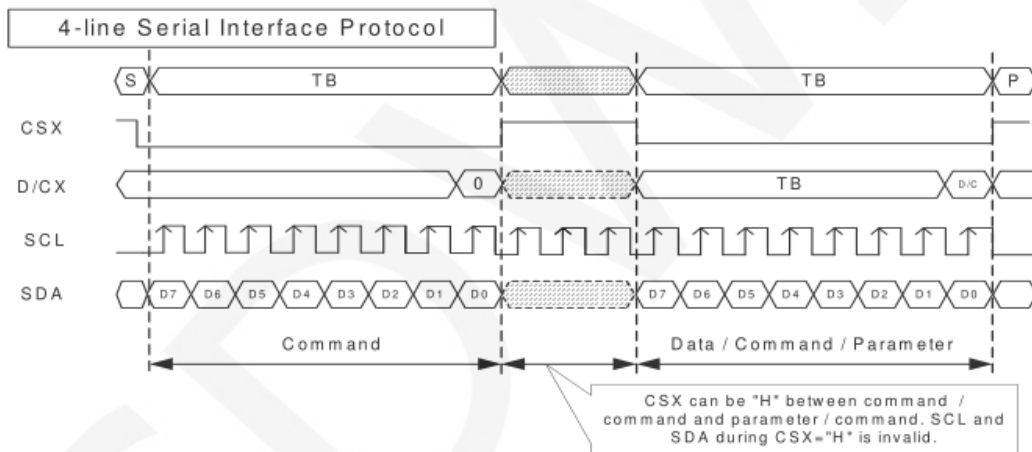 4-line Serial Interface Protocol
S TB TB P
CSX
D/CX 0 TB D/C
SCL
SDA D7 D6 D5 D4 D3 D2 D1 D0 D7 D6 D5 D4 D3 D2 D1 D0
Command Data / Command / Parameter
CSX can be "H" between command /
command and parameter / command. SCL and
SDA during CSX="H" is invalid.